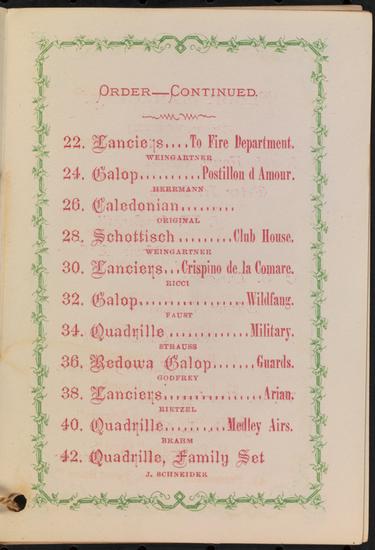 ORDER—CONTINUED.
22. Lanciers....To Fire Department.
WEINGARTNER
24. Galop..........Postillon d Amour.
HERRMANN
26. Caledonian.........
ORIGINAL
28. Schottisch.........Club House.
WEINGARTNER
30. Lanciers...Crispino de la Comare.
RICCI
32. Galop.................Wildfang.
FAUST
34. Quadrille.............Military.
STRAUSS
36. Redowa Galop.......Guards.
GODFREY
38. Lanciers................Arian.
RIETZEL
40. Quadrille..........Medley Airs.
BRAHM
42. Quadrille, Family Set
J. SCHNEIDER